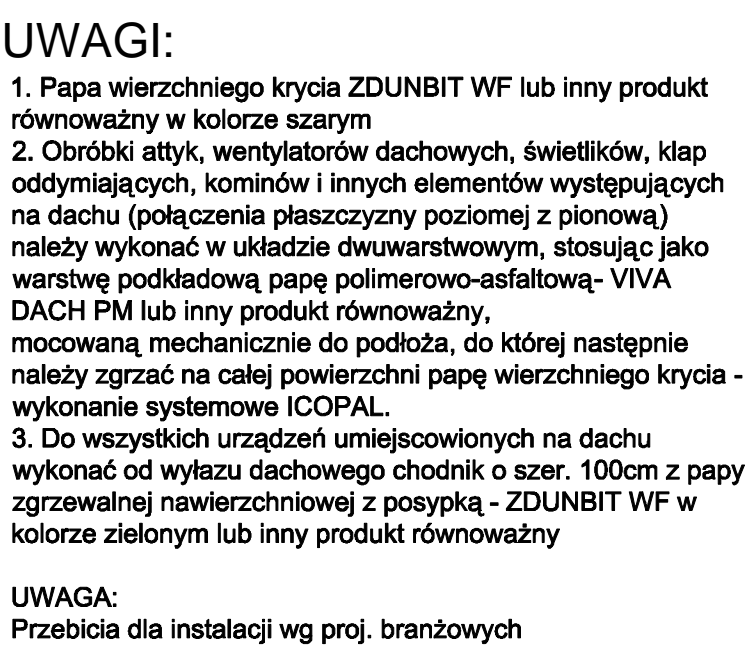 UWAGI:
1. Papa wierzchniego krycia ZDUNBIT WF lub inny produkt
równoważny w kolorze szarym
2. Obróbki attyk, wentylatorów dachowych, świetlików, klap
oddymiających, kominów i innych elementów występujących
na dachu (połączenia płaszczyzny poziomej z pionową)
należy wykonać w układzie dwuwarstwowym, stosując jako
warstwę podkładową papę polimerowo-asfaltową- VIVA
DACH PM lub inny produkt równoważny,
mocowaną mechanicznie do podłoża, do której następnie
należy zgrzać na całej powierzchni papę wierzchniego krycia -
wykonanie systemowe ICOPAL.
3. Do wszystkich urządzeń umiejscowionych na dachu
wykonać od wyłazu dachowego chodnik o szer. 100cm z papy
zgrzewalnej nawierzchniowej z posypką - ZDUNBIT WF w
kolorze zielonym lub inny produkt równoważny
UWAGA:
Przebicia dla instalacji wg proj. branżowych